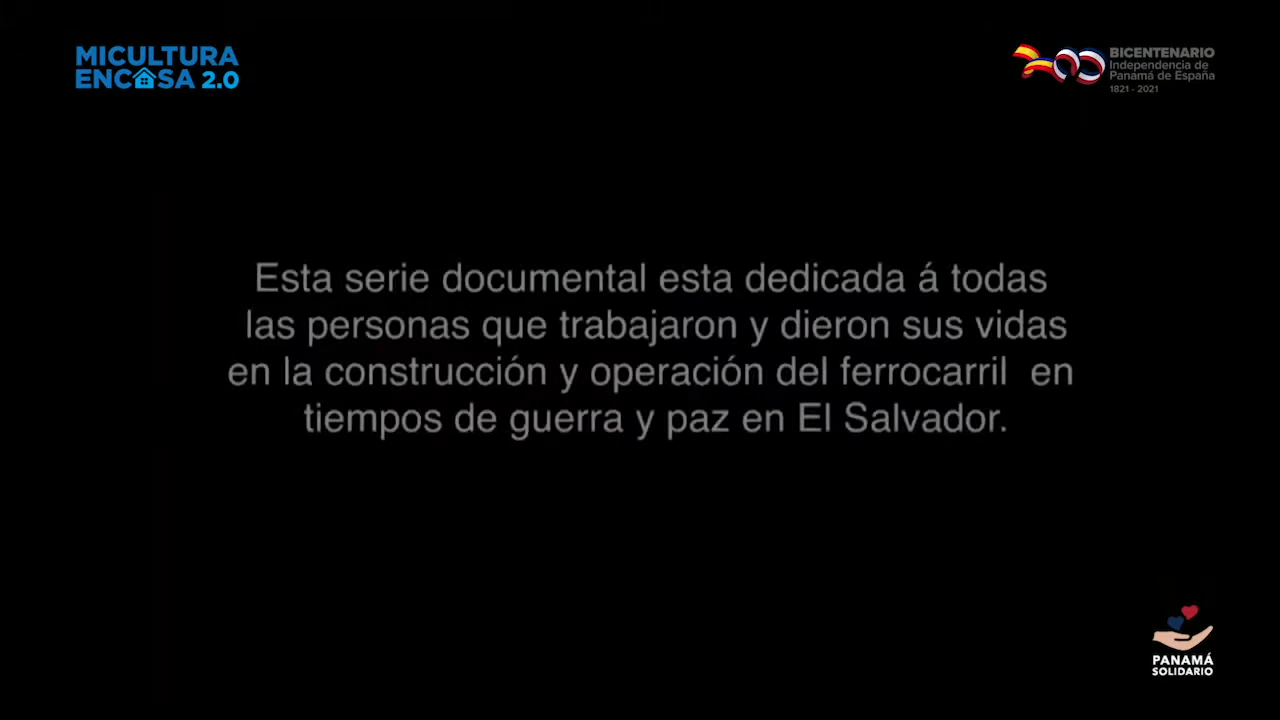 MICULTURA
ENCASA 2.0
BICENTENARIO
Independencia de
Panamá de España
1821 - 2021
Esta serie documental esta dedicada á todas
las personas que trabajaron y dieron sus vidas
en la construcción y operación del ferrocarril en
tiempos de guerra y paz en El Salvador.
PANAMÁ
SOLIDARIO